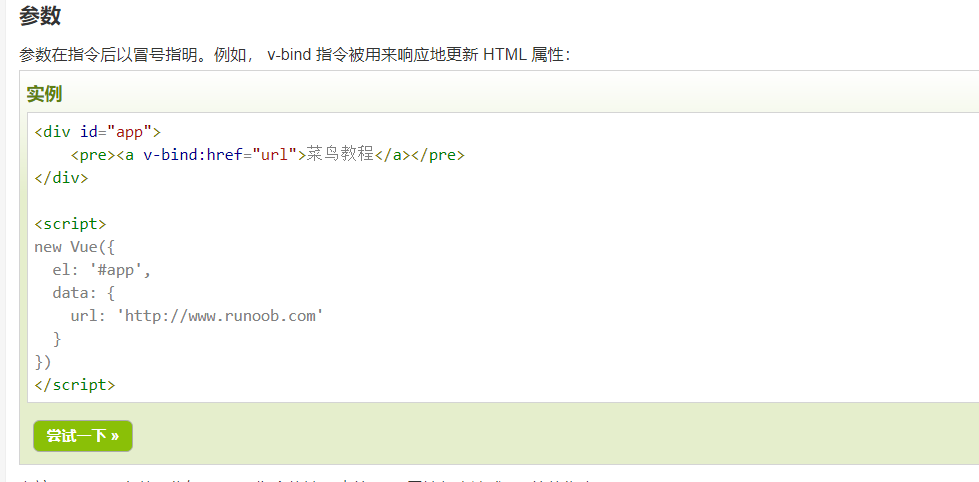 参数
参数在指令后以冒号指明。例如， v-bind 指令被用来响应地更新 HTML 属性：
实例
<div id="app">
    <pre><a v-bind:href="url">菜鸟教程</a></pre>
</div>
<script>
new Vue({
  el: '#app',
  data: {
    url: 'http://www.runoob.com'
  }
})
</script>
尝试一下 »